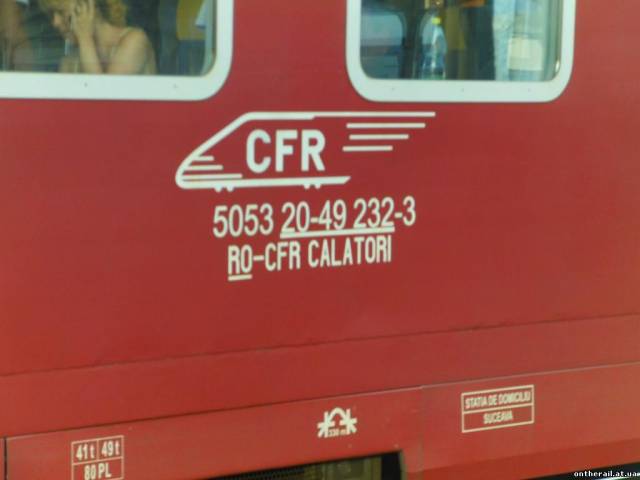 CFR
5053 20-49 232-3
RO-CFR CALATORI
STATIA DE DOMICILIU
SUCEAVA
41t 49t
80 PL
ontherail.at.ua